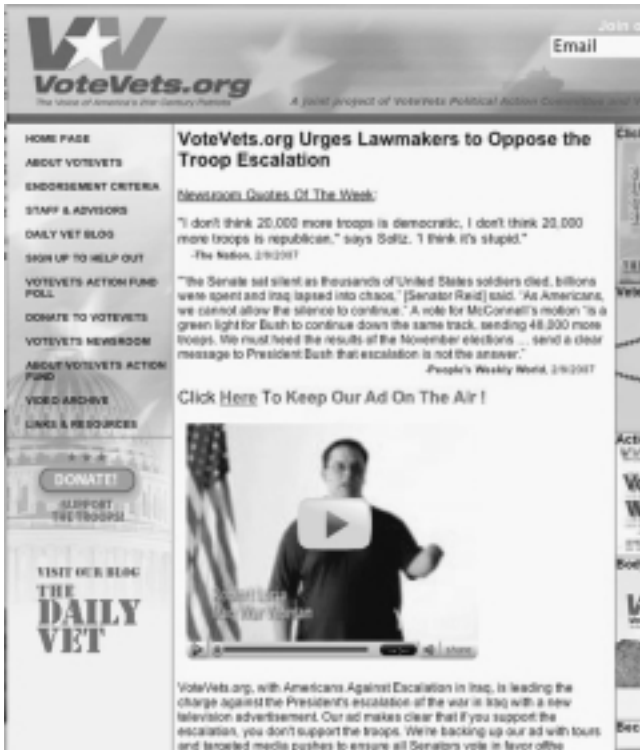 Join o
Email
VoteVets.org
The Voice of America's 21st Century Patriots
A joint project of VoteVets Political Action Committee and
HOME PAGE
ABOUT VOTEVETS
ENDORSEMENT CRITERIA
STAFF & ADVISORS
DAILY VET BLOG
SIGN UP TO HELP OUT
VOTEVETS ACTION FUND
POLL
DONATE TO VOTEVETS
VOTEVETS NEWSROOM
ABOUT VOTEVETS ACTION
FUND
VIDEO ARCHIVE
LINKS & RESOURCES
DONATE!
SUPPORT
THE TROOPS!
VISIT OUR BLOG
THE
DAILY
VET
VoteVets.org Urges Lawmakers to Oppose the
Troop Escalation
Newsroom Quotes Of The Week:
"I don't think 20,000 more troops is democratic, I don't think 20,000
more troops is republican," says Soltz. "I think it's stupid."
-The Nation, 2/9/2007
"'the Senate sat silent as thousands of United States soldiers died, billions
were spent and Iraq lapsed into chaos,' [Senator Reid] said. 'As Americans,
we cannot allow the silence to continue.' A vote for McConnell's motion 'is a
green light for Bush to continue down the same track, sending 48,000 more
troops. We must heed the results of the November elections ... send a clear
message to President Bush that escalation is not the answer.'"
-People's Weekly World, 2/9/2007
Click Here To Keep Our Ad On The Air !
Iraq War Veteran
share
VoteVets.org, with Americans Against Escalation in Iraq, is leading the
charge against the President's escalation of the war in Iraq with a new
television advertisement. Our ad makes clear that if you support the
escalation, you don't support the troops. We're backing up our ad with tours
and targeted media pushes to ensure all Senators vote in favor of the
Click
Vote
Acti
Bec